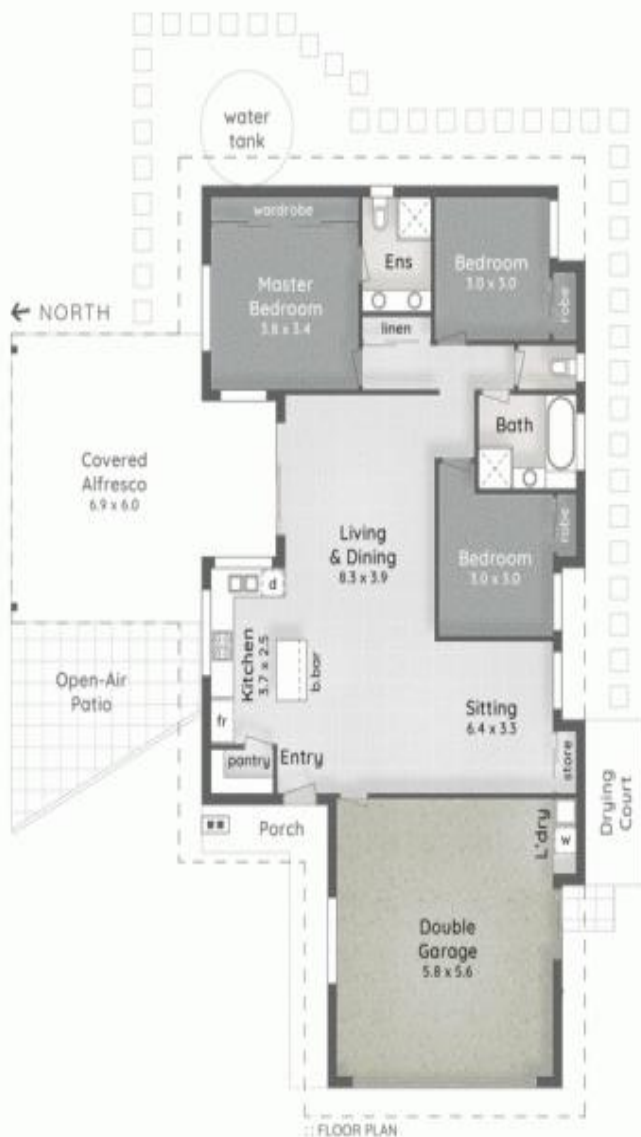 water
tank
wardrobe
Ens
Bedroom
3.0 x 3.0
robe
Master
Bedroom
3.8 x 3.4
← NORTH
linen
Bath
Covered
Alfresco
6.9 x 6.0
Living
& Dining
8.3 x 3.9
robe
Bedroom
3.0 x 3.0
d
Kitchen
3.7 x 2.5
b.bar
Open-Air
Patio
fr
Sitting
6.4 x 3.3
pantry
Entry
store
Drying
Court
Porch
L'dry
w
Double
Garage
5.8 x 5.6
:: FLOOR PLAN